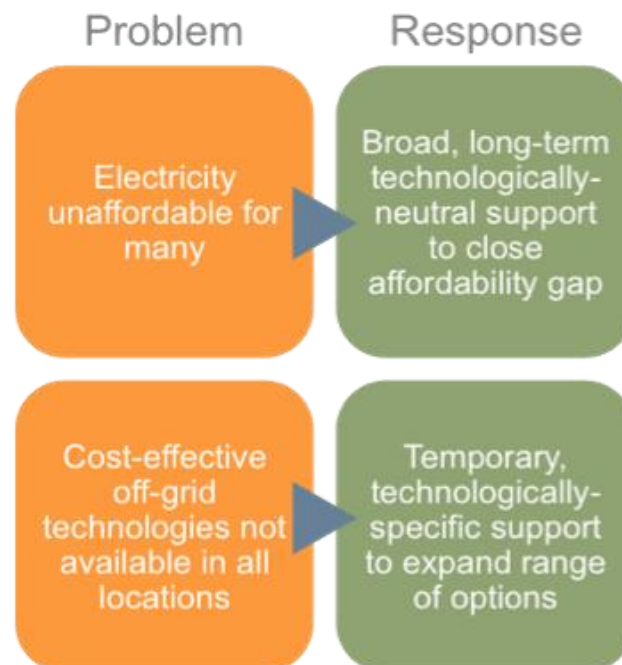 Problem
Response
Electricity
unaffordable for
many
Broad, long-term
technologically-
neutral support
to close
affordability gap
Cost-effective
off-grid
technologies not
available in all
locations
Temporary,
technologically-
specific support
to expand range
of options